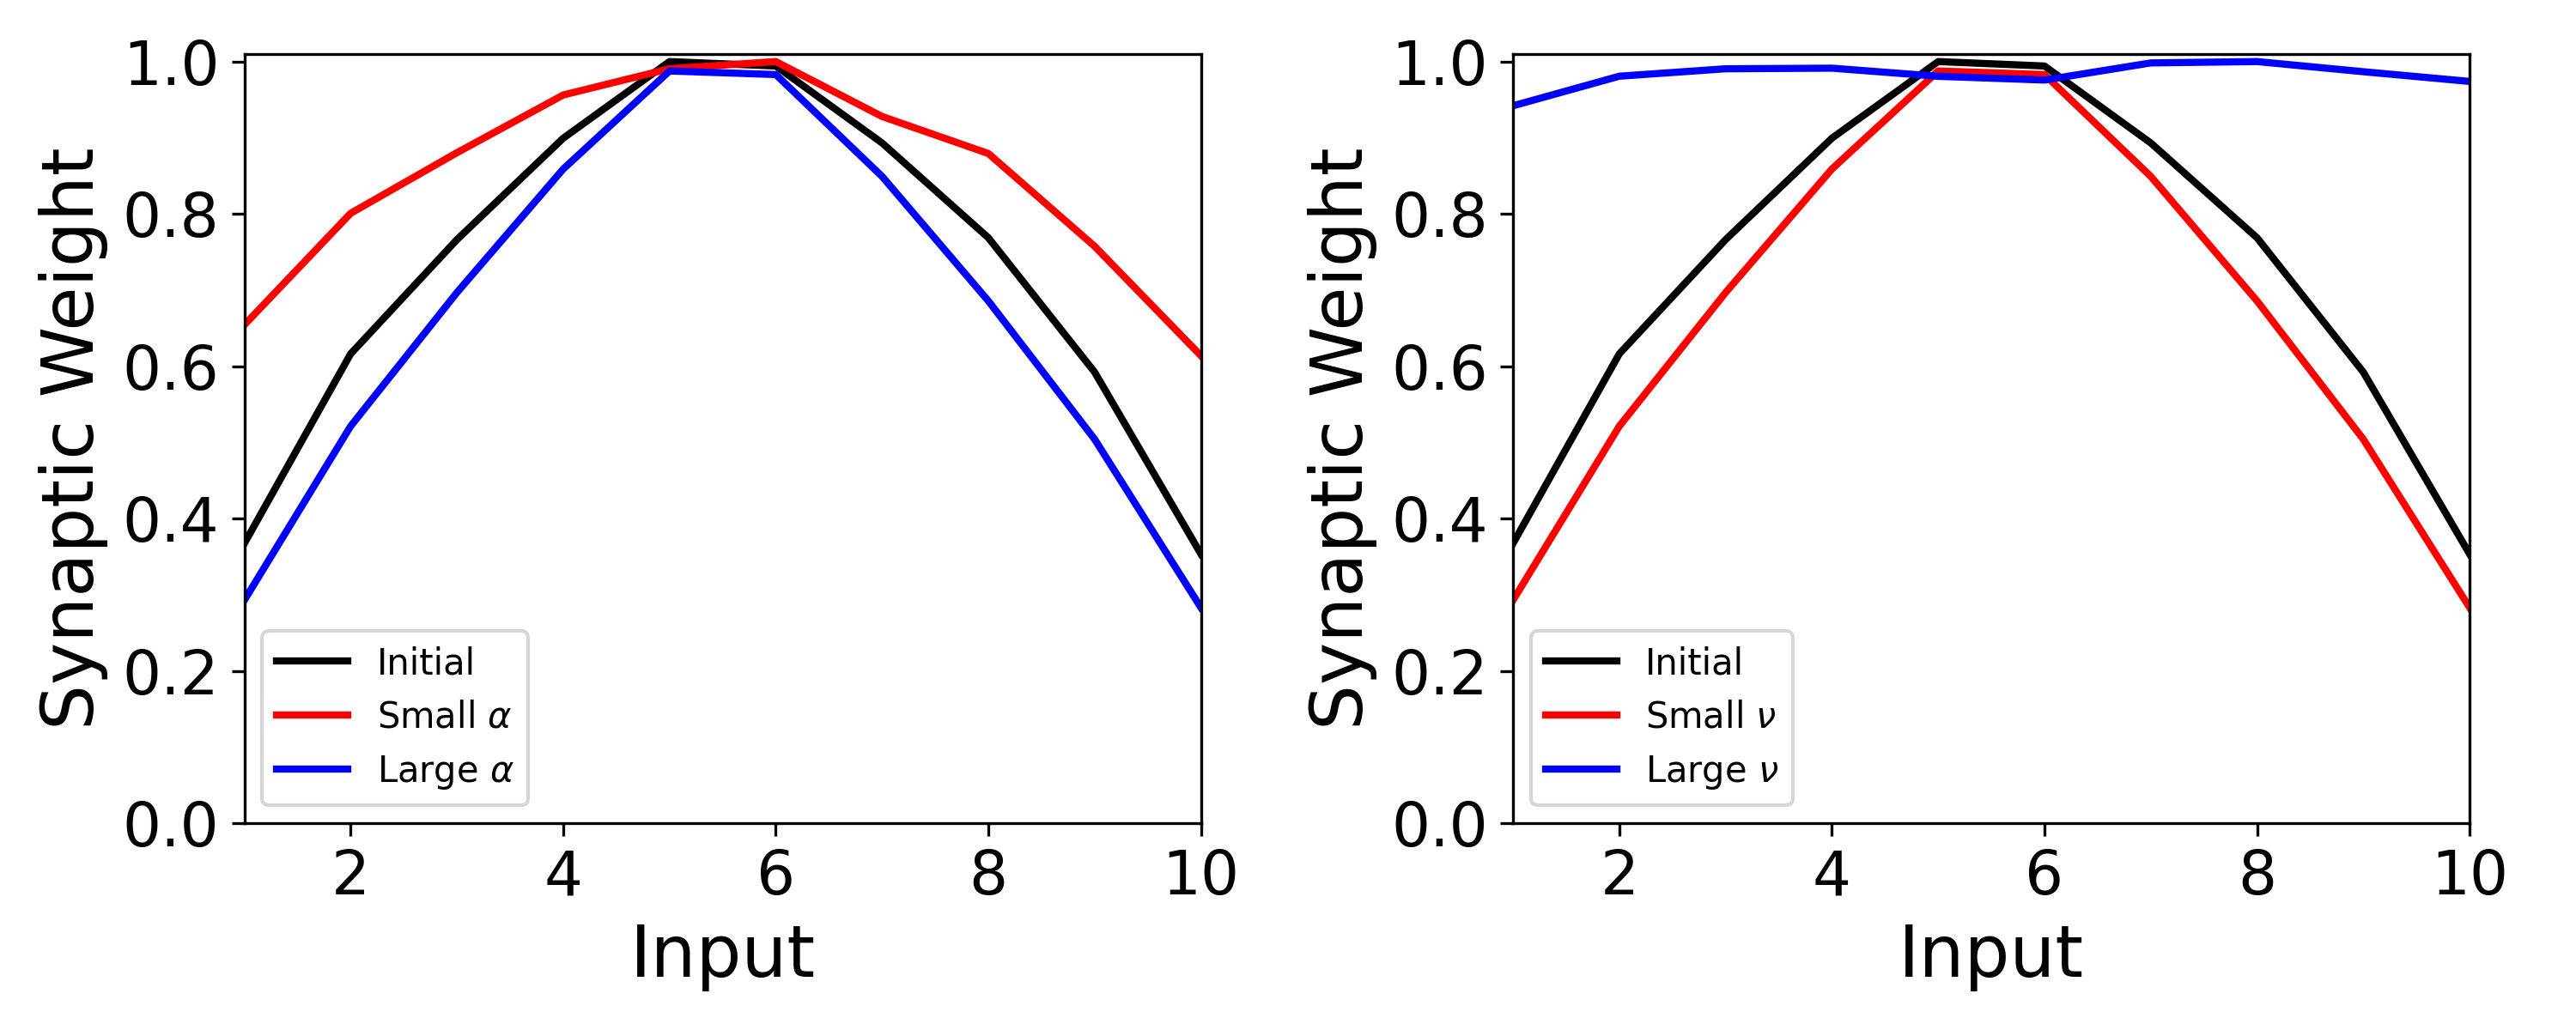 Synaptic Weight
1.0
0.8
0.6
0.4
0.2
0.0
Initial
Small α
Large α
2 4 6 8 10
Input
Synaptic Weight
1.0
0.8
0.6
0.4
0.2
0.0
Initial
Small ν
Large ν
2 4 6 8 10
Input